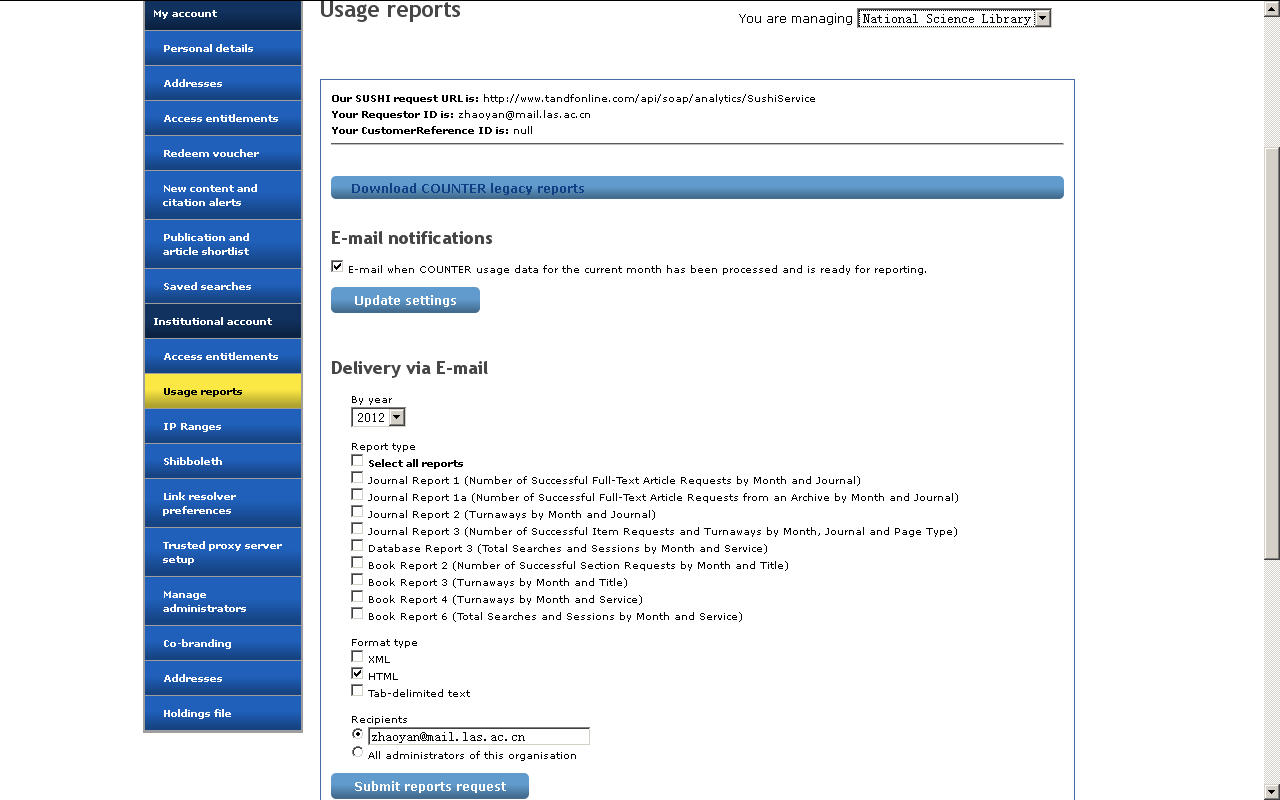 My account
Personal details
Addresses
Access entitlements
Redeem voucher
New content and
citation alerts
Publication and
article shortlist
Saved searches
Institutional account
Access entitlements
Usage reports
IP Ranges
Shibboleth
Link resolver
preferences
Trusted proxy server
setup
Manage
administrators
Co-branding
Addresses
Holdings file
Usage reports
You are managing National Science Library
Our SUSHI request URL is: http://www.tandfonline.com/api/soap/analytics/SushiService
Your Requestor ID is: zhaoyan@mail.las.ac.cn
Your CustomerReference ID is: null
Download COUNTER legacy reports
E-mail notifications
E-mail when COUNTER usage data for the current month has been processed and is ready for reporting.
Update settings
Delivery via E-mail
By year
2012
Report type
Select all reports
Journal Report 1 (Number of Successful Full-Text Article Requests by Month and Journal)
Journal Report 1a (Number of Successful Full-Text Article Requests from an Archive by Month and Journal)
Journal Report 2 (Turnaways by Month and Journal)
Journal Report 3 (Number of Successful Item Requests and Turnaways by Month, Journal and Page Type)
Database Report 3 (Total Searches and Sessions by Month and Service)
Book Report 2 (Number of Successful Section Requests by Month and Title)
Book Report 3 (Turnaways by Month and Title)
Book Report 4 (Turnaways by Month and Service)
Book Report 6 (Total Searches and Sessions by Month and Service)
Format type
XML
HTML
Tab-delimited text
Recipients
zhaoyan@mail.las.ac.cn
All administrators of this organisation
Submit reports request